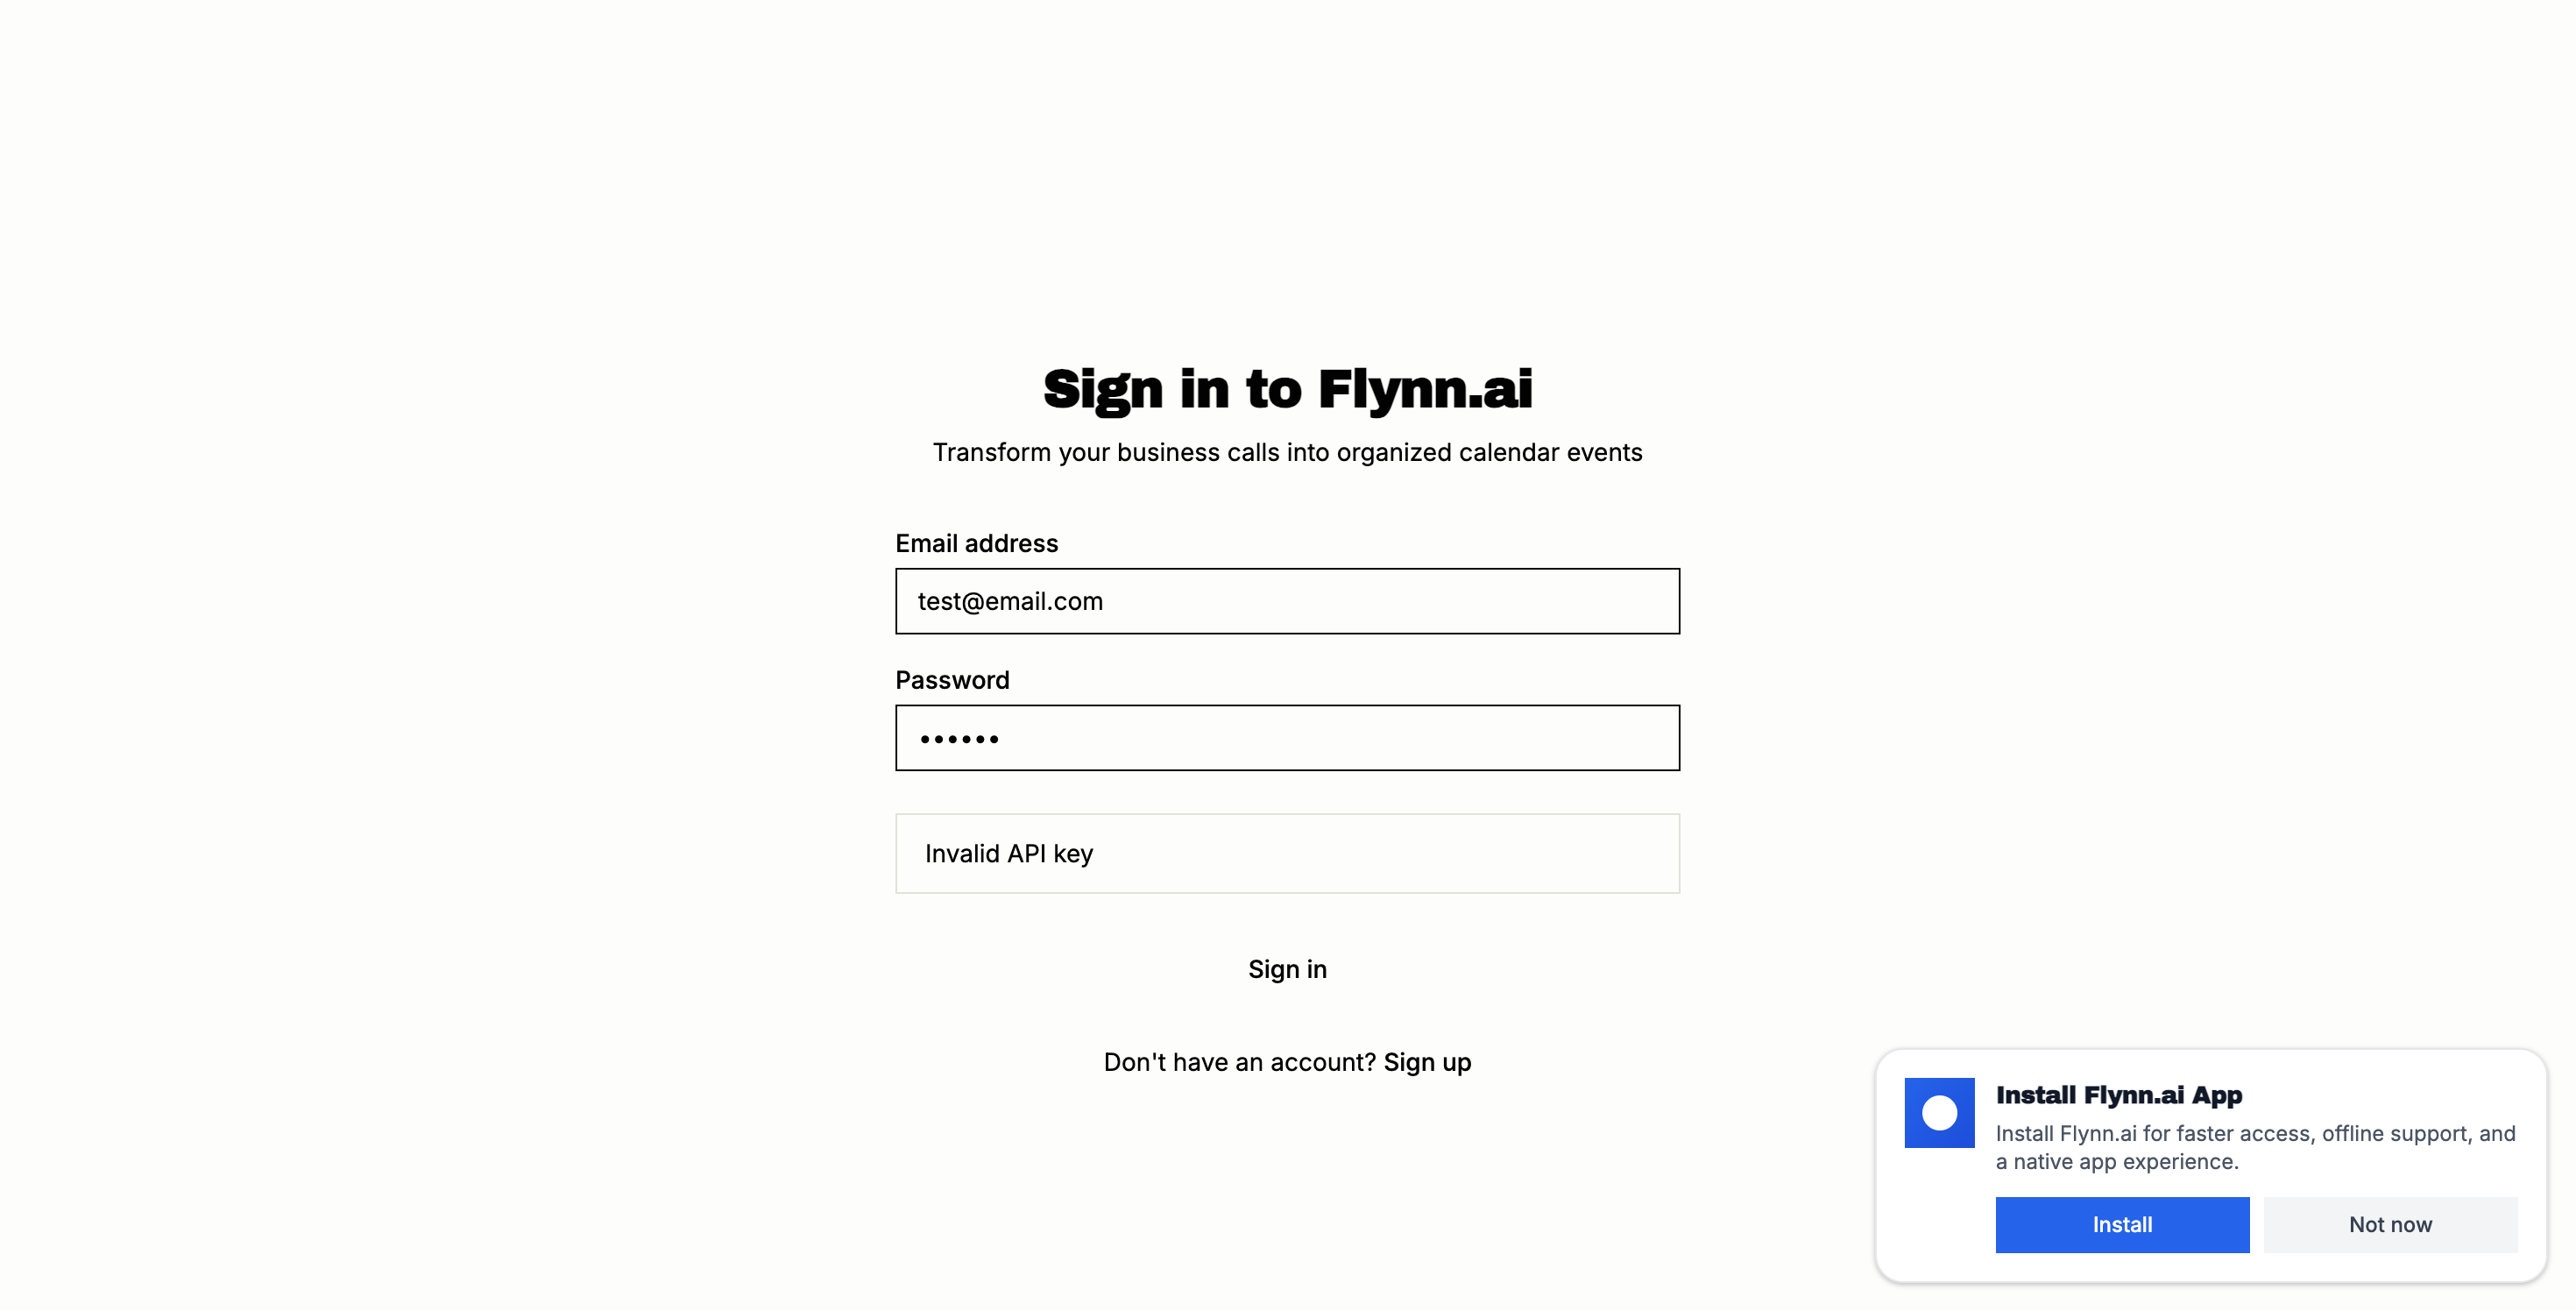 Sign in to Flynn.ai
Transform your business calls into organized calendar events
Email address
test@email.com
Password
••••••
Invalid API key
Sign in
Don't have an account? Sign up
Install Flynn.ai App
Install Flynn.ai for faster access, offline support, and
a native app experience.
Install
Not now